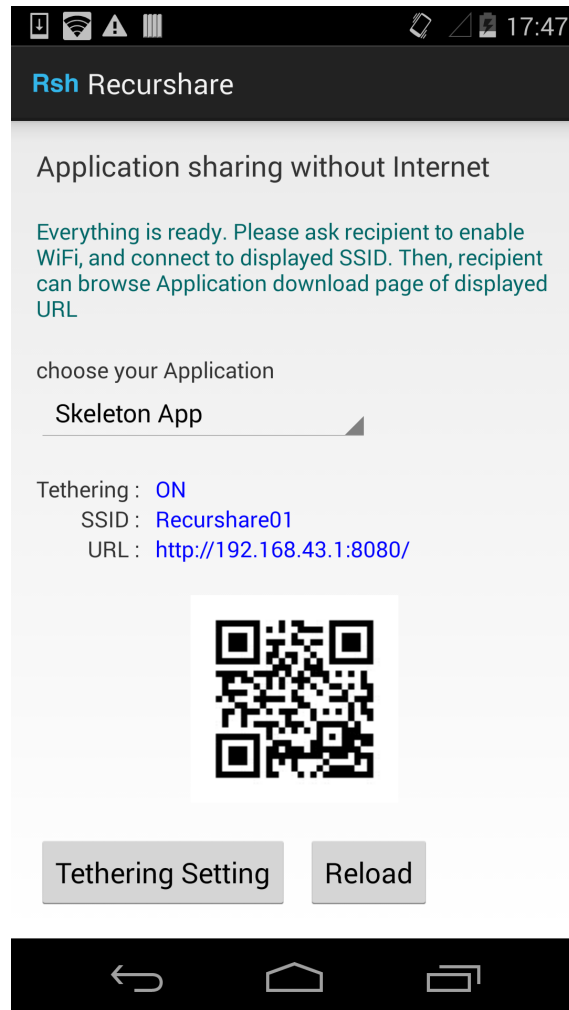 17:47
Rsh Recurshare
Application sharing without Internet
Everything is ready. Please ask recipient to enable
WiFi, and connect to displayed SSID. Then, recipient
can browse Application download page of displayed
URL
choose your Application
Skeleton App
Tethering : ON
SSID : Recurshare01
URL : http://192.168.43.1:8080/
Tethering Setting Reload